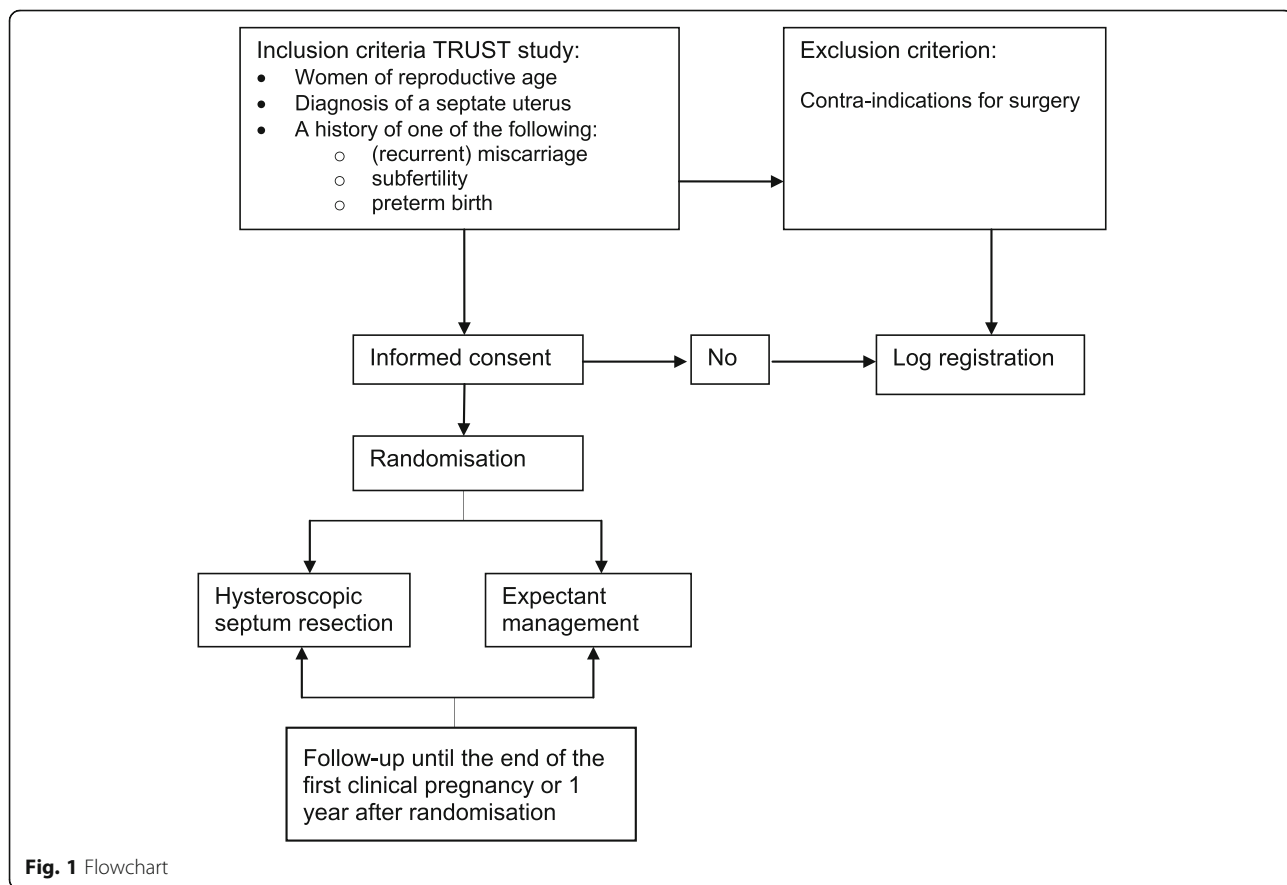 Inclusion criteria TRUST study:
• Women of reproductive age
• Diagnosis of a septate uterus
• A history of one of the following:
o (recurrent) miscarriage
o subfertility
o preterm birth
Exclusion criterion:
Contra-indications for surgery
Informed consent
No
Log registration
Randomisation
Hysteroscopic
septum resection
Expectant
management
Follow-up until the end of the
first clinical pregnancy or 1
year after randomisation
Fig. 1 Flowchart